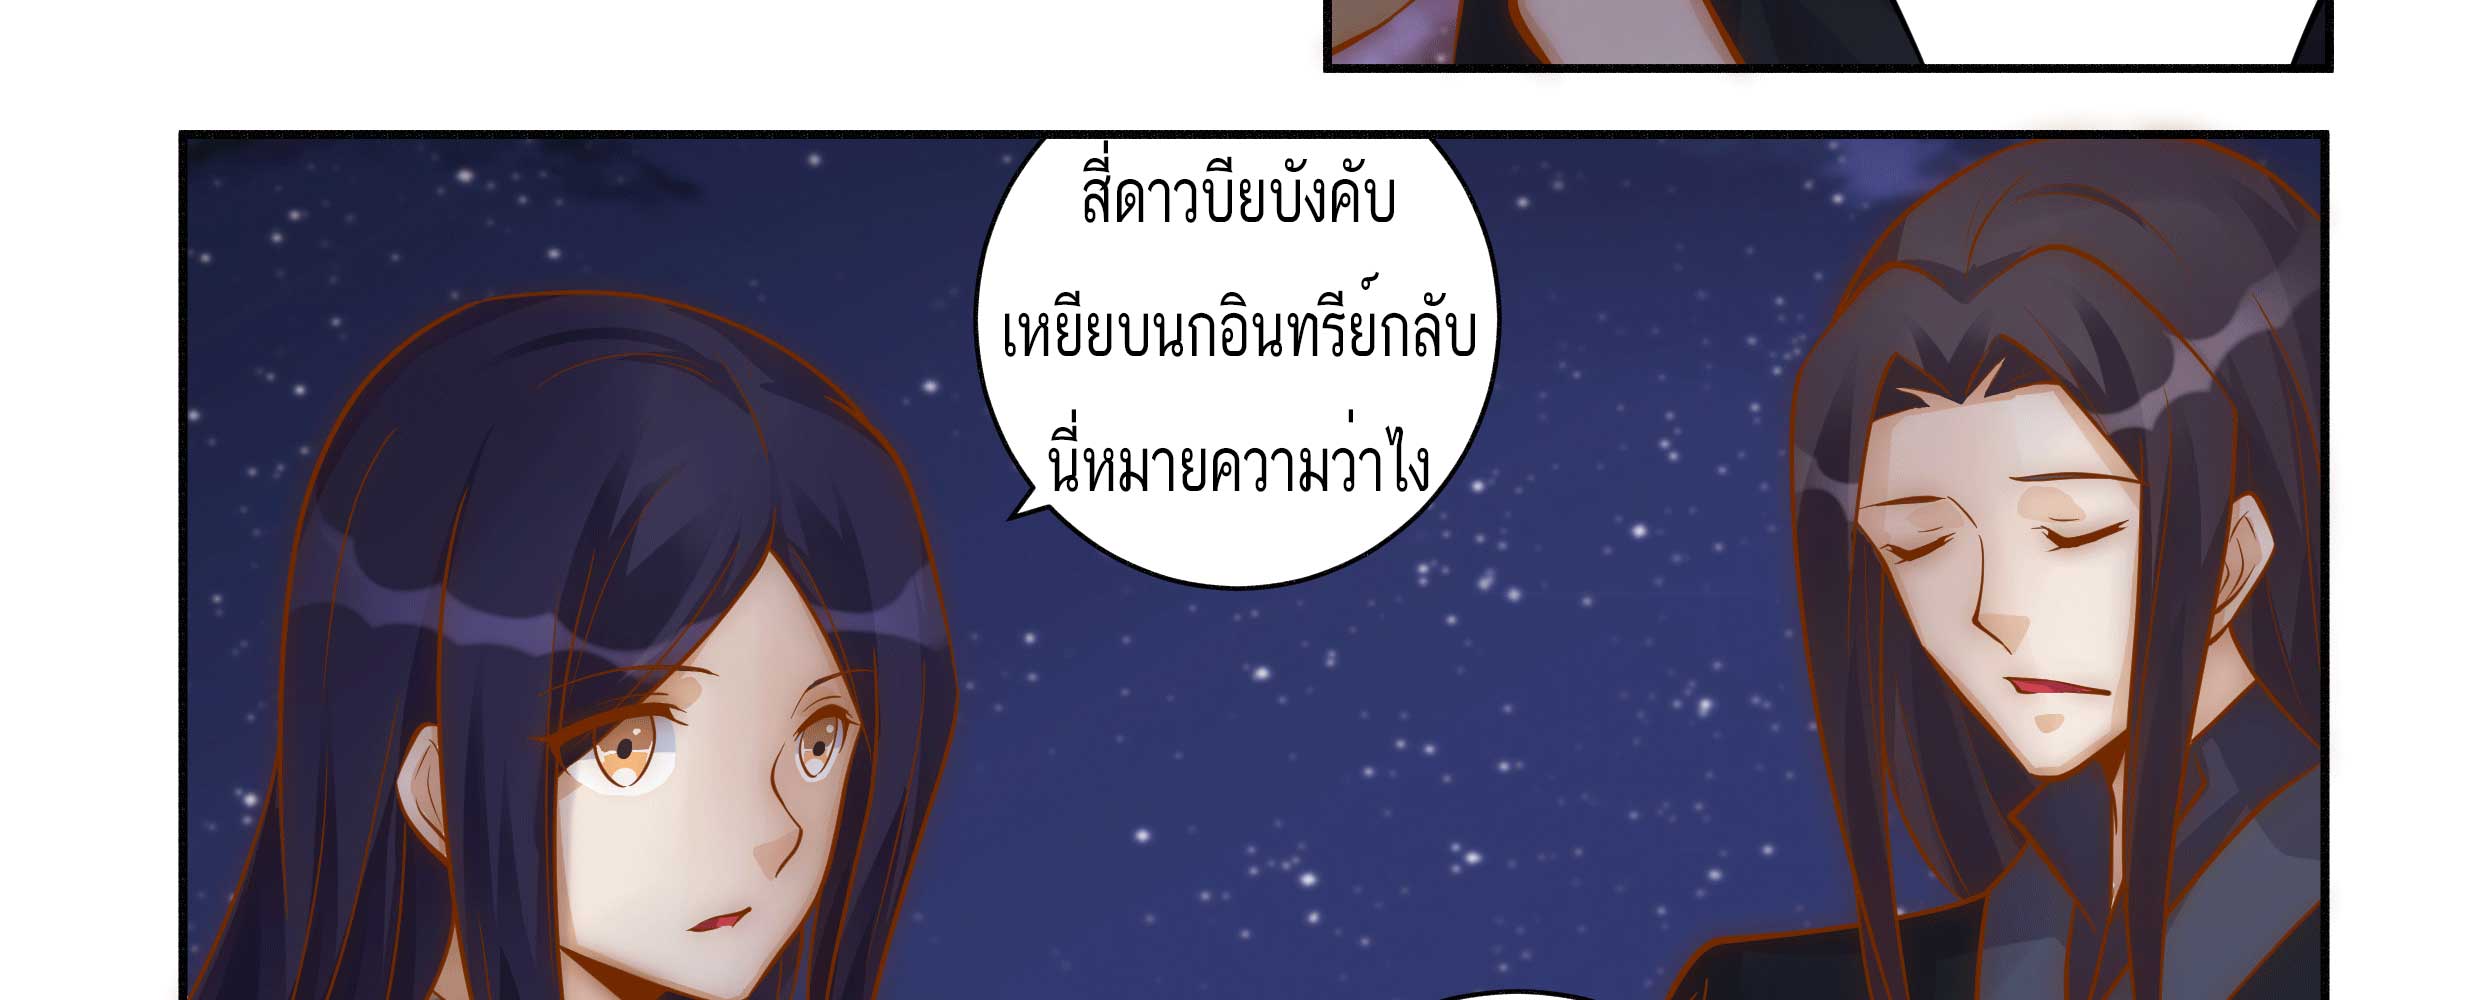 สี่ดาวบียบังคับ
เหยียบนกอินทรีย์กลับ
นี่หมายความว่าไง